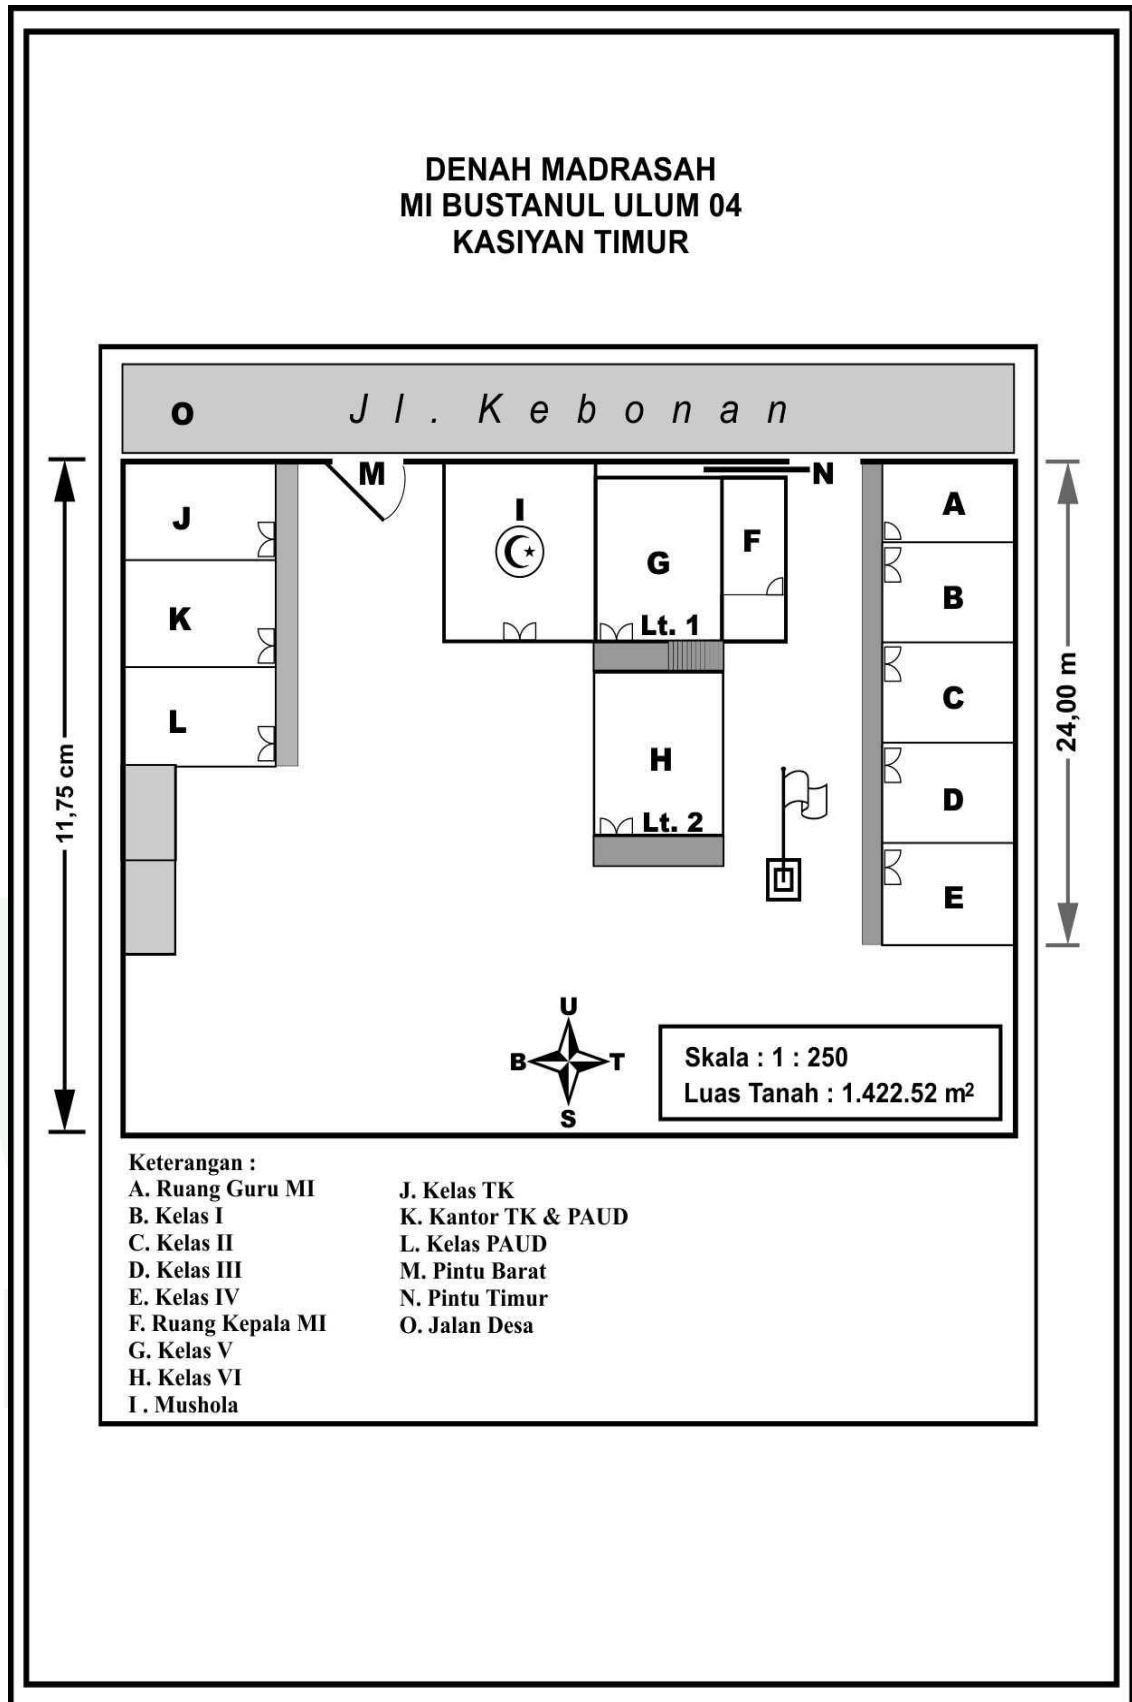 DENAH MADRASAH
MI BUSTANUL ULUM 04
KASIYAN TIMUR
O
Jl. Kebonan
M
N
J
I
A
F
G
B
K
Lt. 1
C
L
H
24,00 m
11,75 cm
D
Lt. 2
E
U
B
T
S
Skala : 1 : 250
Luas Tanah : 1.422.52 m²
Keterangan :
A. Ruang Guru MI
B. Kelas I
C. Kelas II
D. Kelas III
E. Kelas IV
F. Ruang Kepala MI
G. Kelas V
H. Kelas VI
I . Mushola
J. Kelas TK
K. Kantor TK & PAUD
L. Kelas PAUD
M. Pintu Barat
N. Pintu Timur
O. Jalan Desa